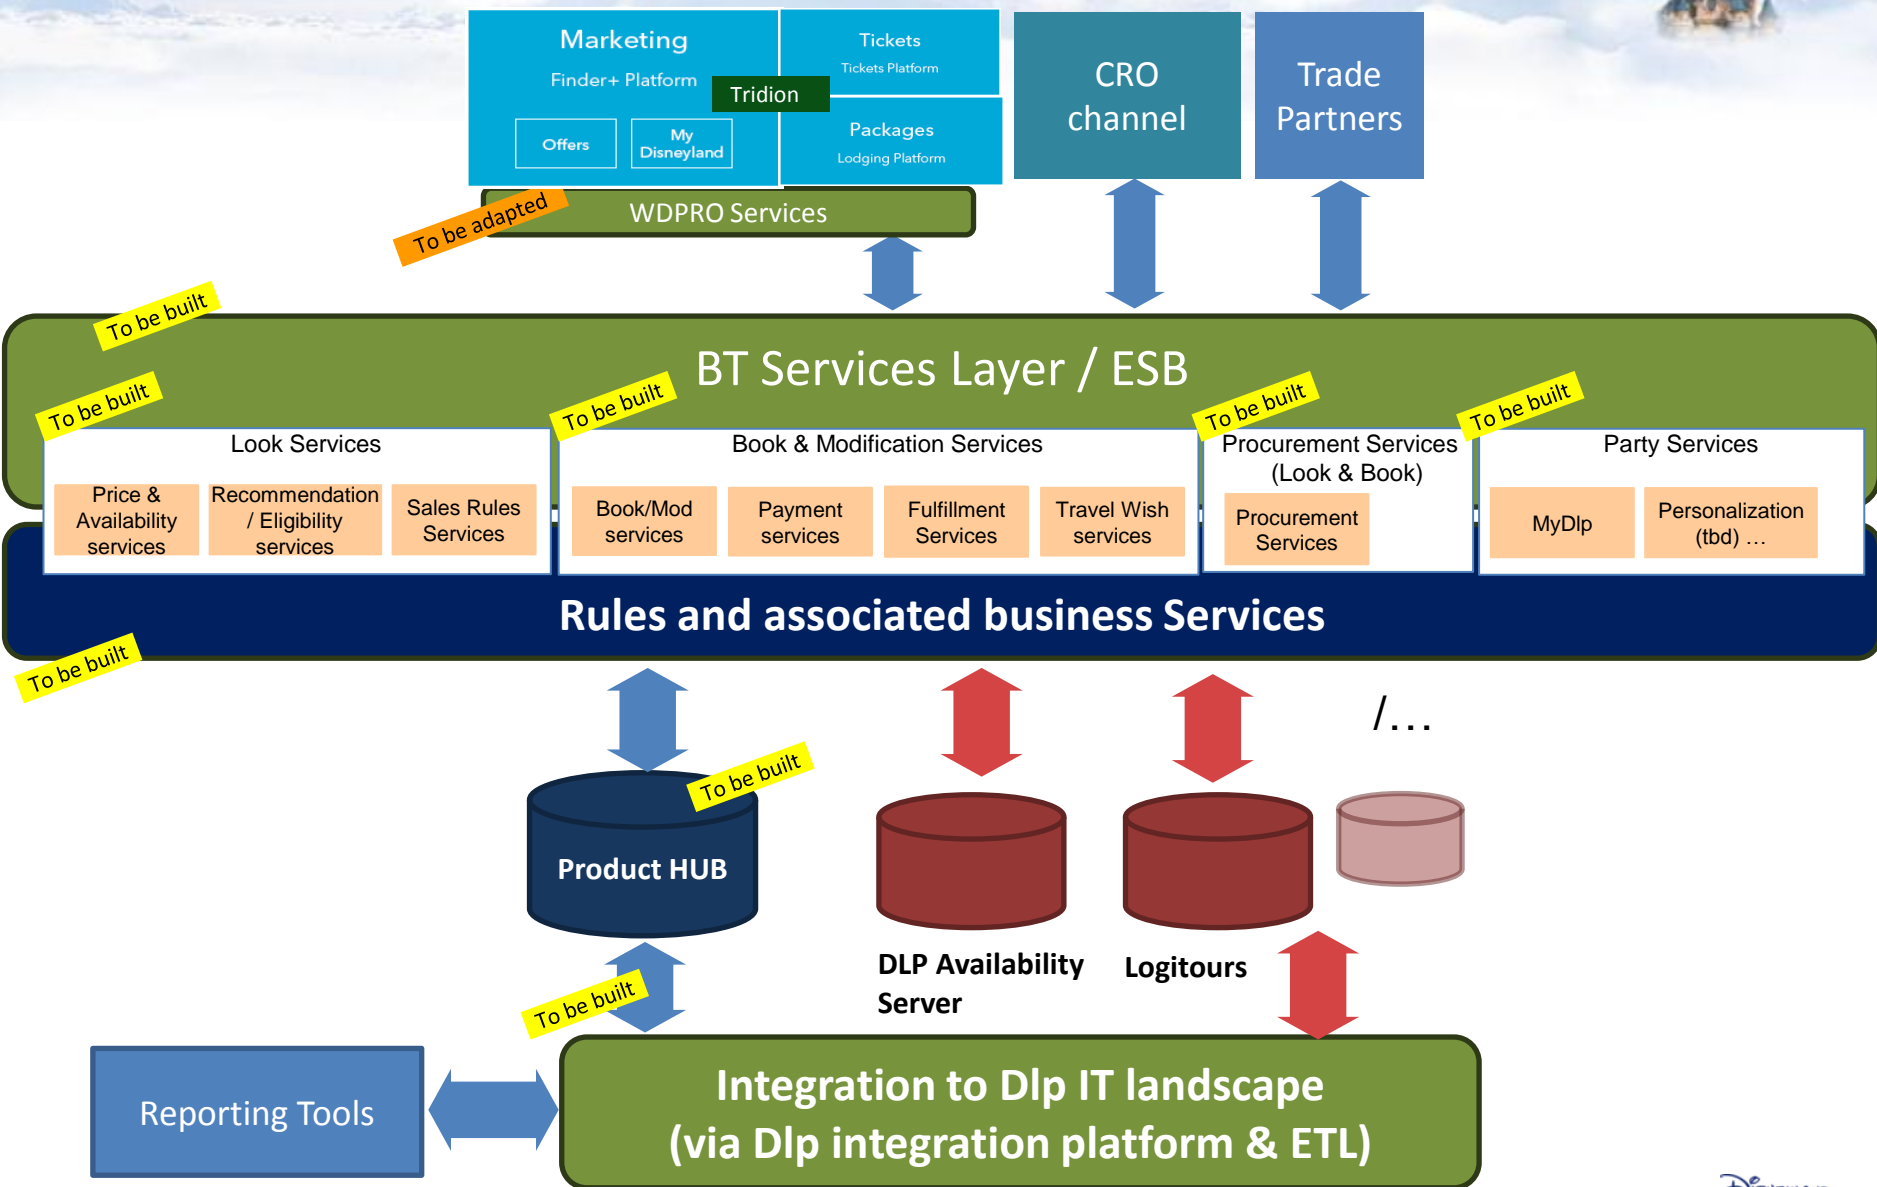 Marketing
Finder+ Platform
Offers
My
Disneyland
Tridion
Tickets
Tickets Platform
Packages
Lodging Platform
CRO
channel
Trade
Partners
To be adapted
WDPRO Services
To be built
BT Services Layer / ESB
To be built
To be built
To be built
To be built
Look Services
Price &
Availability
services
Recommendation
/ Eligibility
services
Sales Rules
Services
Book & Modification Services
Book/Mod
services
Payment
services
Fulfillment
Services
Travel Wish
services
Procurement Services
(Look & Book)
Procurement
Services
Party Services
MyDlp
Personalization
(tbd) ...
Rules and associated business Services
To be built
/...
To be built
Product HUB
DLP Availability
Server
Logitours
To be built
Reporting Tools
Integration to Dlp IT landscape
(via Dlp integration platform & ETL)